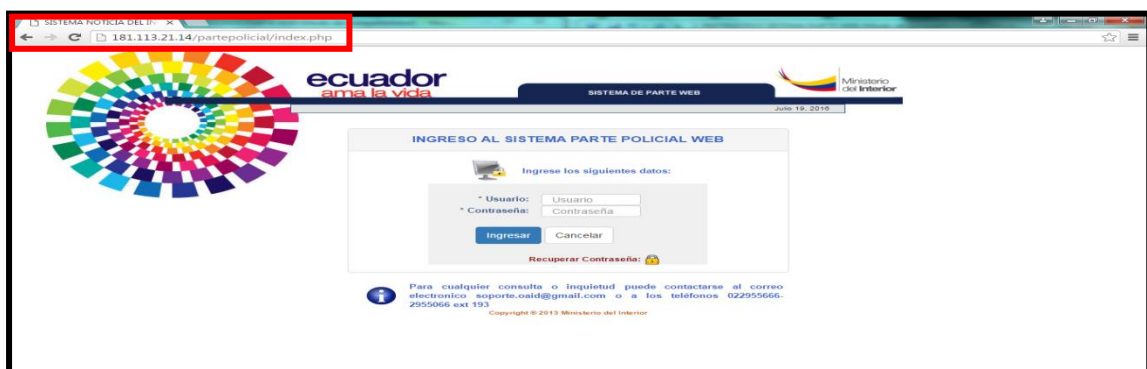 SISTEMA NOTICIA DEL IN
181.113.21.14/partepolicial/index.php
ecuador
ama la vida
SISTEMA DE PARTE WEB
Ministerio
del Interior
Julio 19, 2016
INGRESO AL SISTEMA PARTE POLICIAL WEB
Ingrese los siguientes datos:
* Usuario: Usuario
* Contraseña: Contraseña
Ingresar Cancelar
Recuperar Contraseña:
Para cualquier consulta o inquietud puede contactarse al correo
electronico soporte.oaid@gmail.com o a los teléfonos 022955666-
2955066 ext 193
Copyright © 2013 Ministerio del Interior